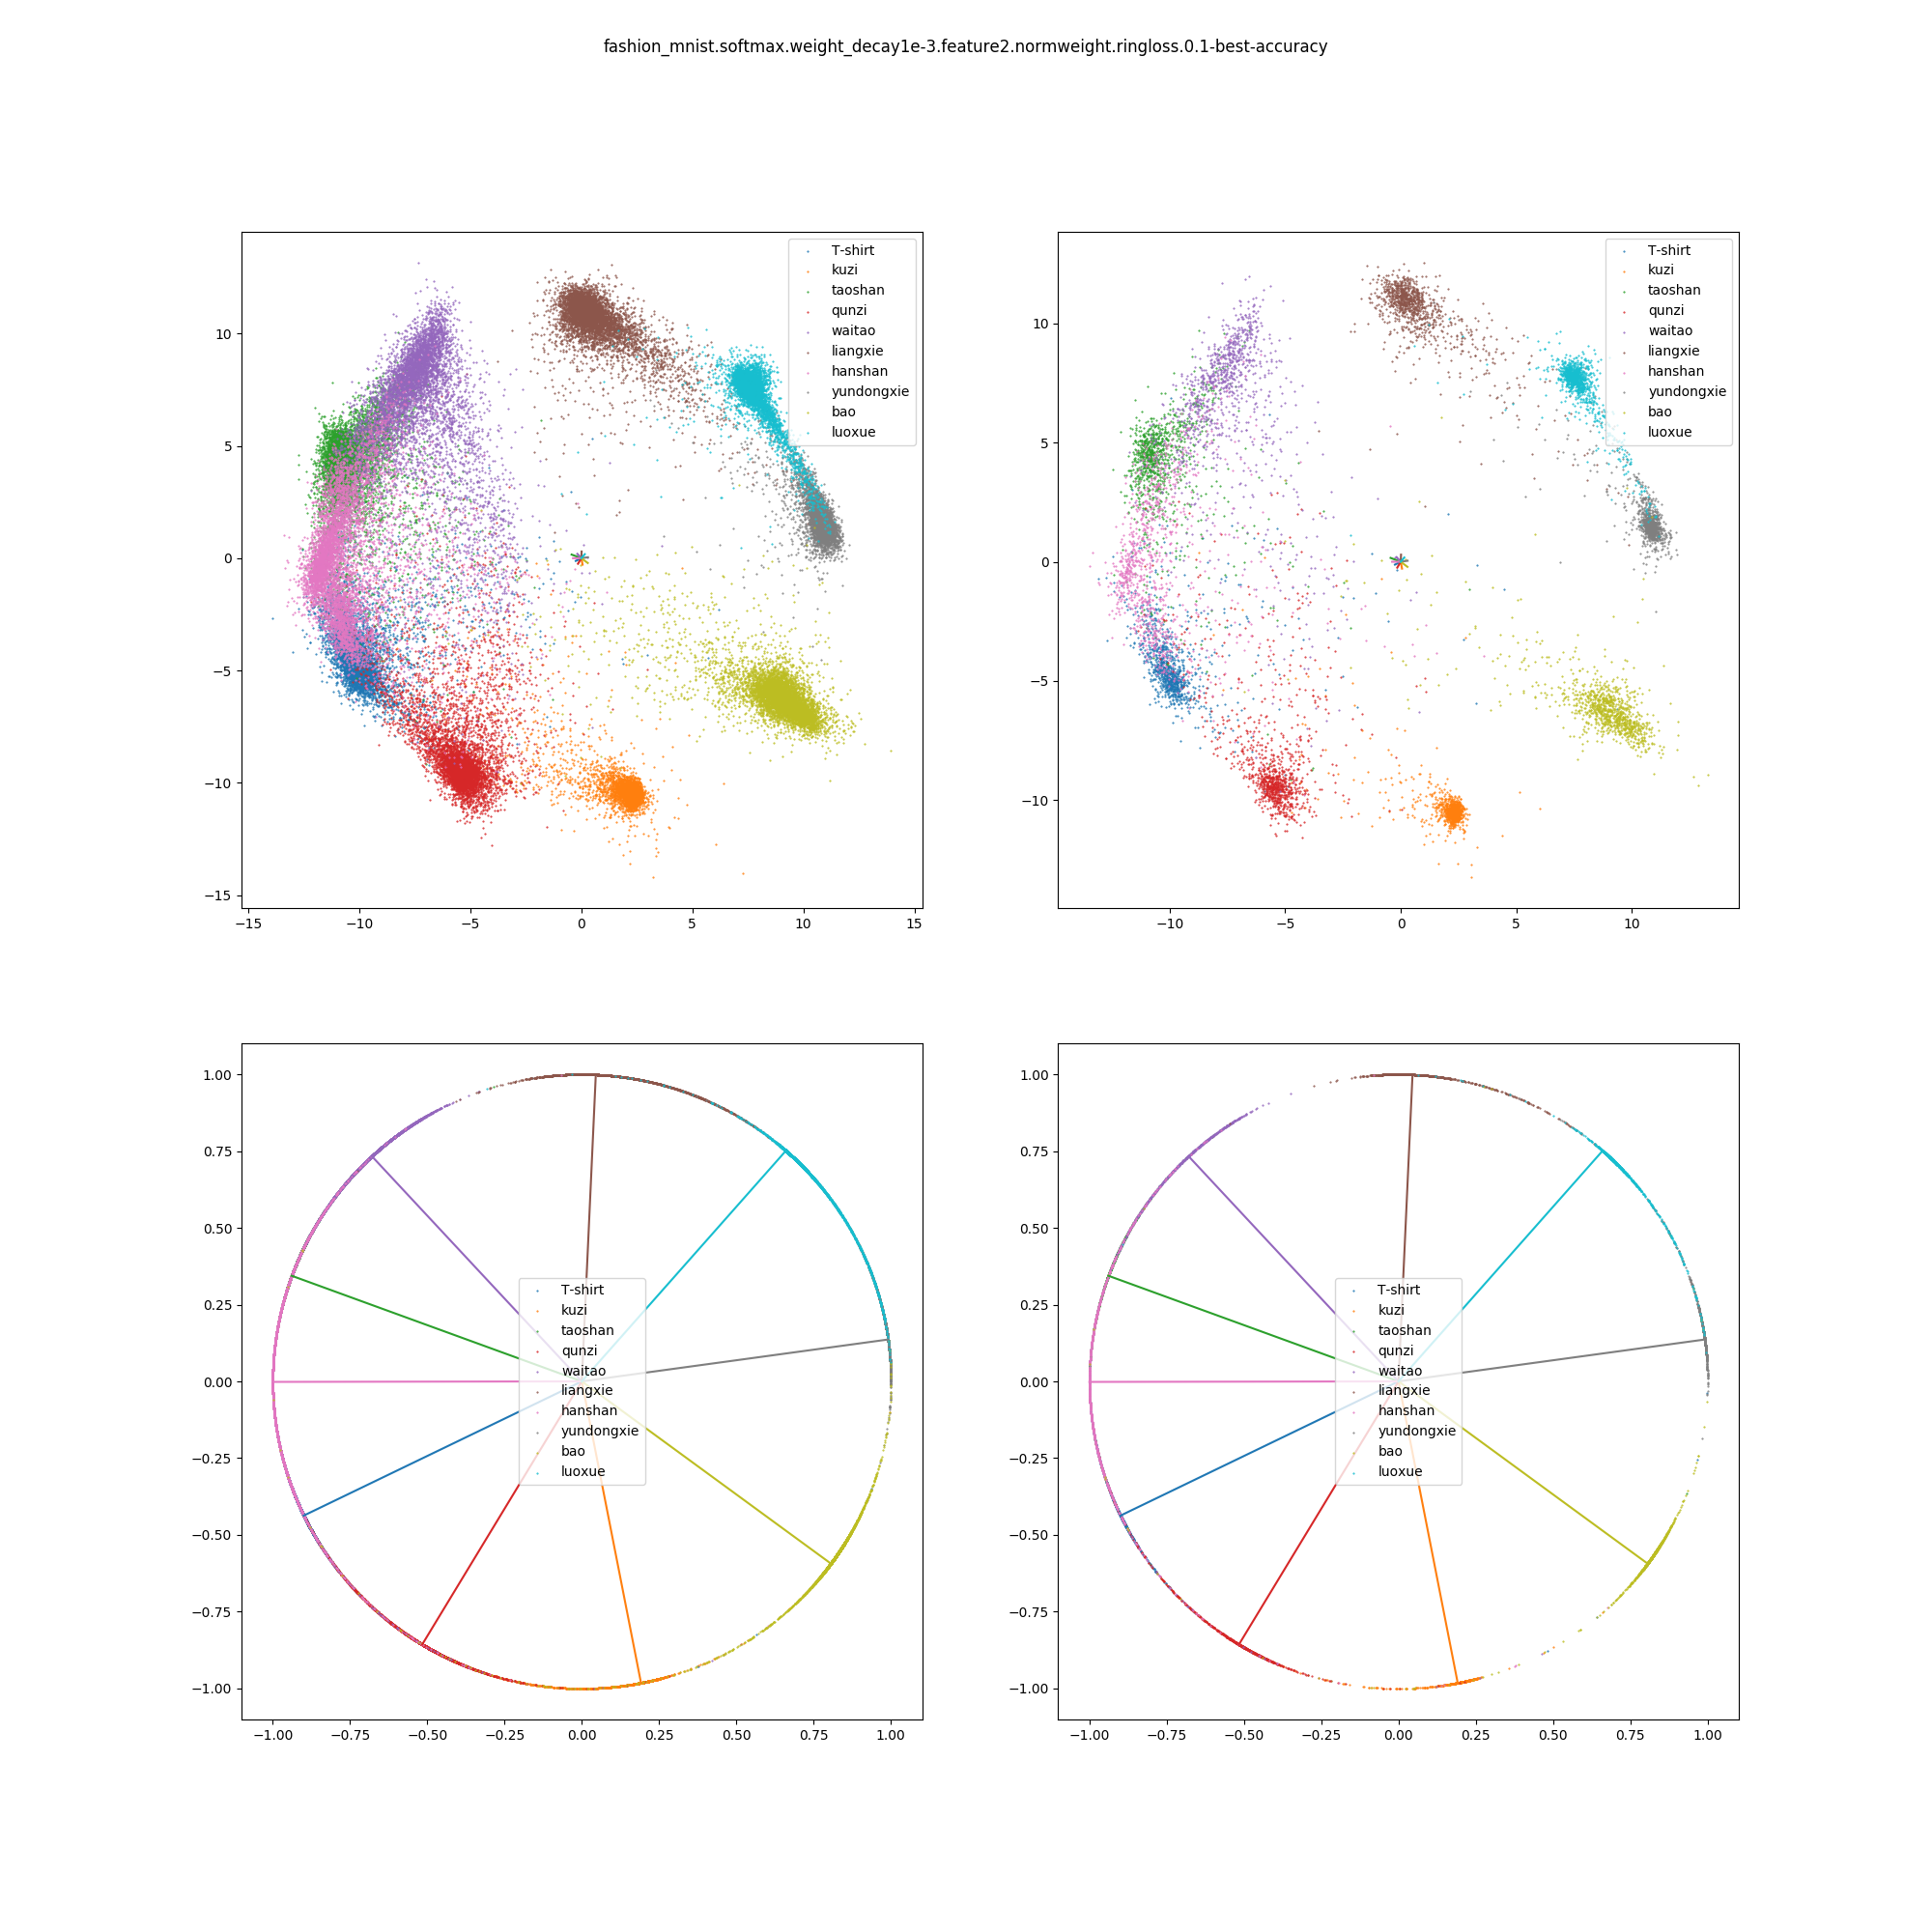 fashion_mnist.softmax.weight_decay1e-3.feature2.normweight.ringloss.0.1-best-accuracy
T-shirt
kuzi
taoshan
qunzi
waitao
liangxie
hanshan
yundongxie
bao
luoxue
10
5
0
−5
−10
−15
−15
−10
−5
0
5
10
15
T-shirt
kuzi
taoshan
qunzi
waitao
liangxie
hanshan
yundongxie
bao
luoxue
10
5
0
−5
−10
−10
−5
0
5
10
1.00
0.75
0.50
0.25
0.00
−0.25
−0.50
−0.75
−1.00
T-shirt
kuzi
taoshan
qunzi
waitao
liangxie
hanshan
yundongxie
bao
luoxue
−1.00
−0.75
−0.50
−0.25
0.00
0.25
0.50
0.75
1.00
1.00
0.75
0.50
0.25
0.00
−0.25
−0.50
−0.75
−1.00
T-shirt
kuzi
taoshan
qunzi
waitao
liangxie
hanshan
yundongxie
bao
luoxue
−1.00
−0.75
−0.50
−0.25
0.00
0.25
0.50
0.75
1.00